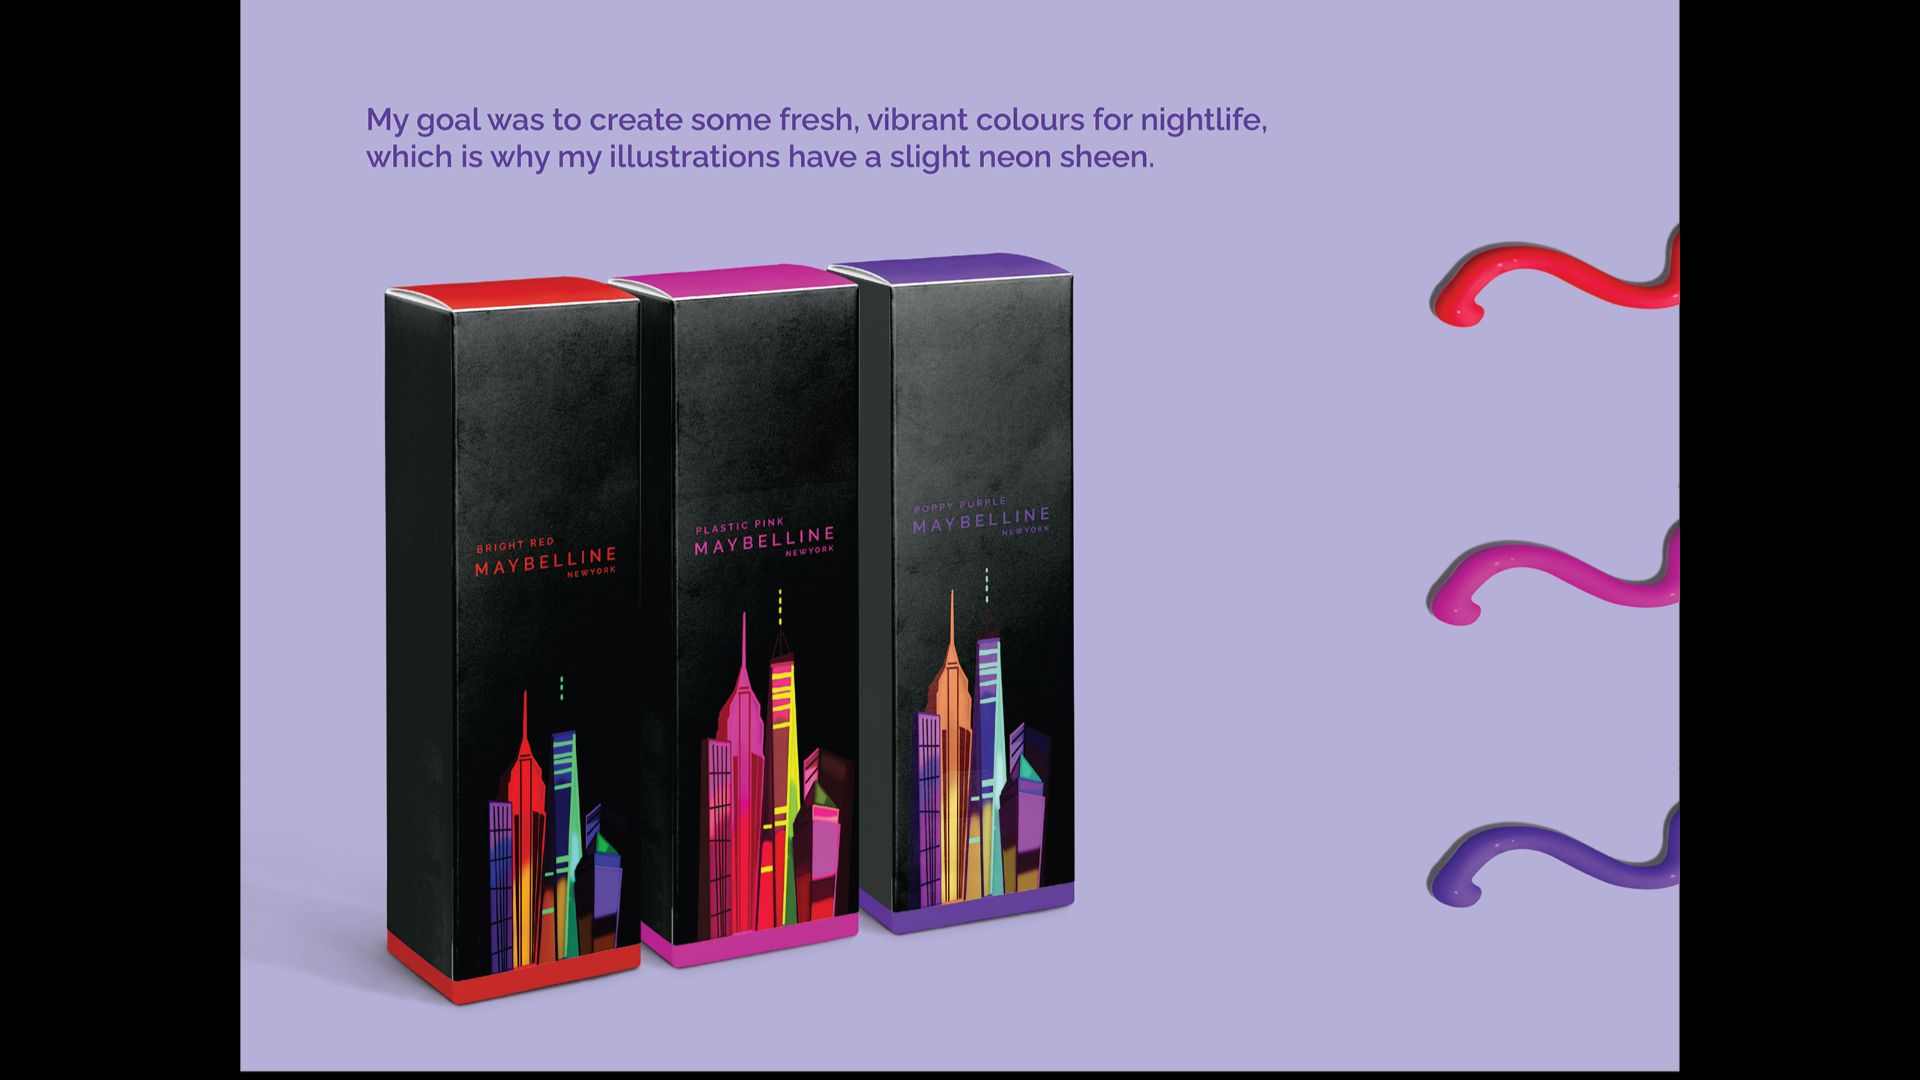 My goal was to create some fresh, vibrant colours for nightlife,
which is why my illustrations have a slight neon sheen.
BRIGHT RED
MAYBELLINE
NEWYORK
PLASTIC PINK
MAYBELLINE
NEWYORK
POPPY PURPLE
MAYBELLINE
NEWYORK